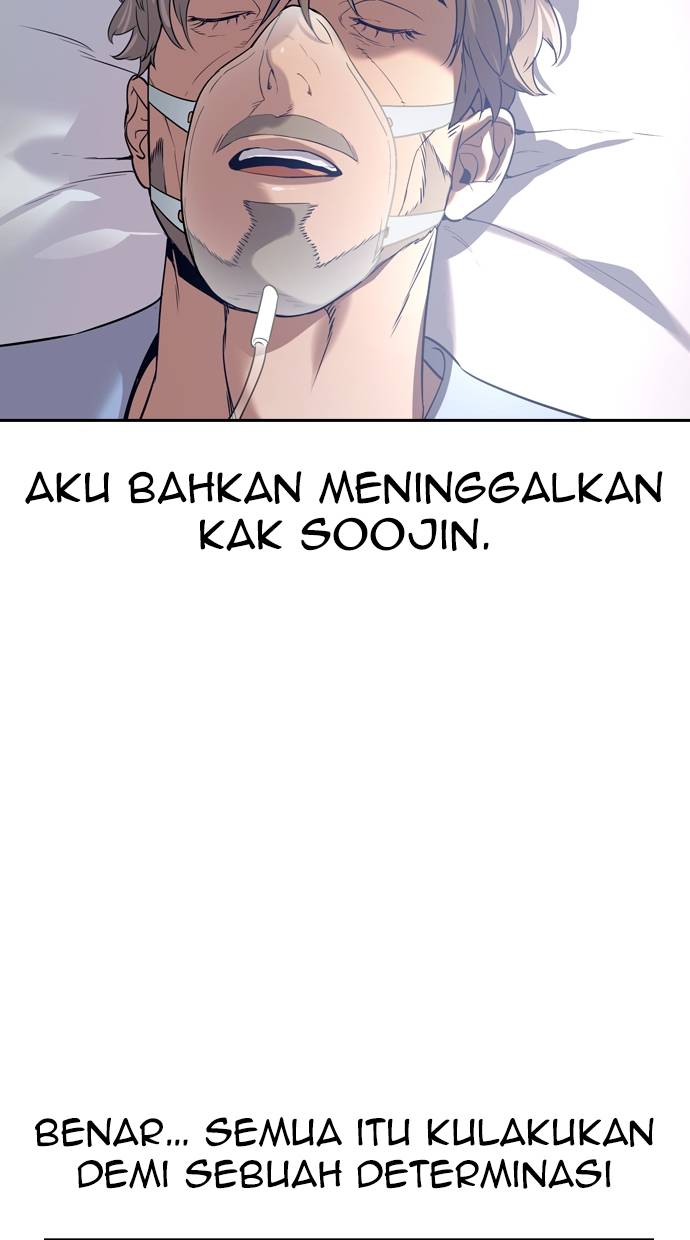 AKU BAHKAN MENINGGALKAN
KAK SOOJIN.
BENAR... SEMUA ITU KULAKUKAN
DEMI SEBUAH DETERMINASI